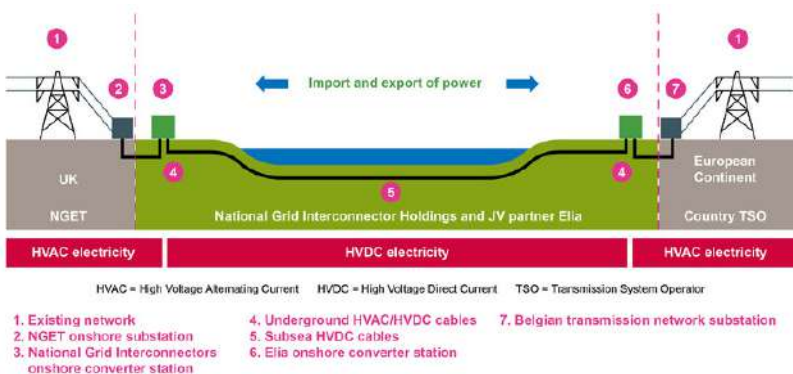 1
1
2
3
Import and export of power
6
7
4
5
4
UK
NGET
National Grid Interconnector Holdings and JV partner Elia
European
Continent
Country TSO
HVAC electricity
HVDC electricity
HVAC electricity
HVAC = High Voltage Alternating Current HVDC = High Voltage Direct Current TSO = Transmission System Operator
1. Existing network
2. NGET onshore substation
3. National Grid Interconnectors
onshore converter station
4. Underground HVAC/HVDC cables
5. Subsea HVDC cables
6. Elia onshore converter station
7. Belgian transmission network substation